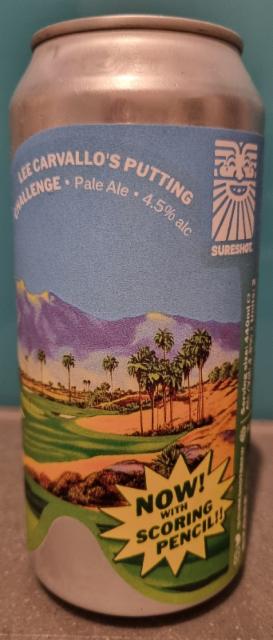 LEE CARVALLO'S PUTTING
CHALLENGE • Pale Ale • 4.5% alc
SURESHOT.
NOW!
WITH
SCORING
PENCIL!!